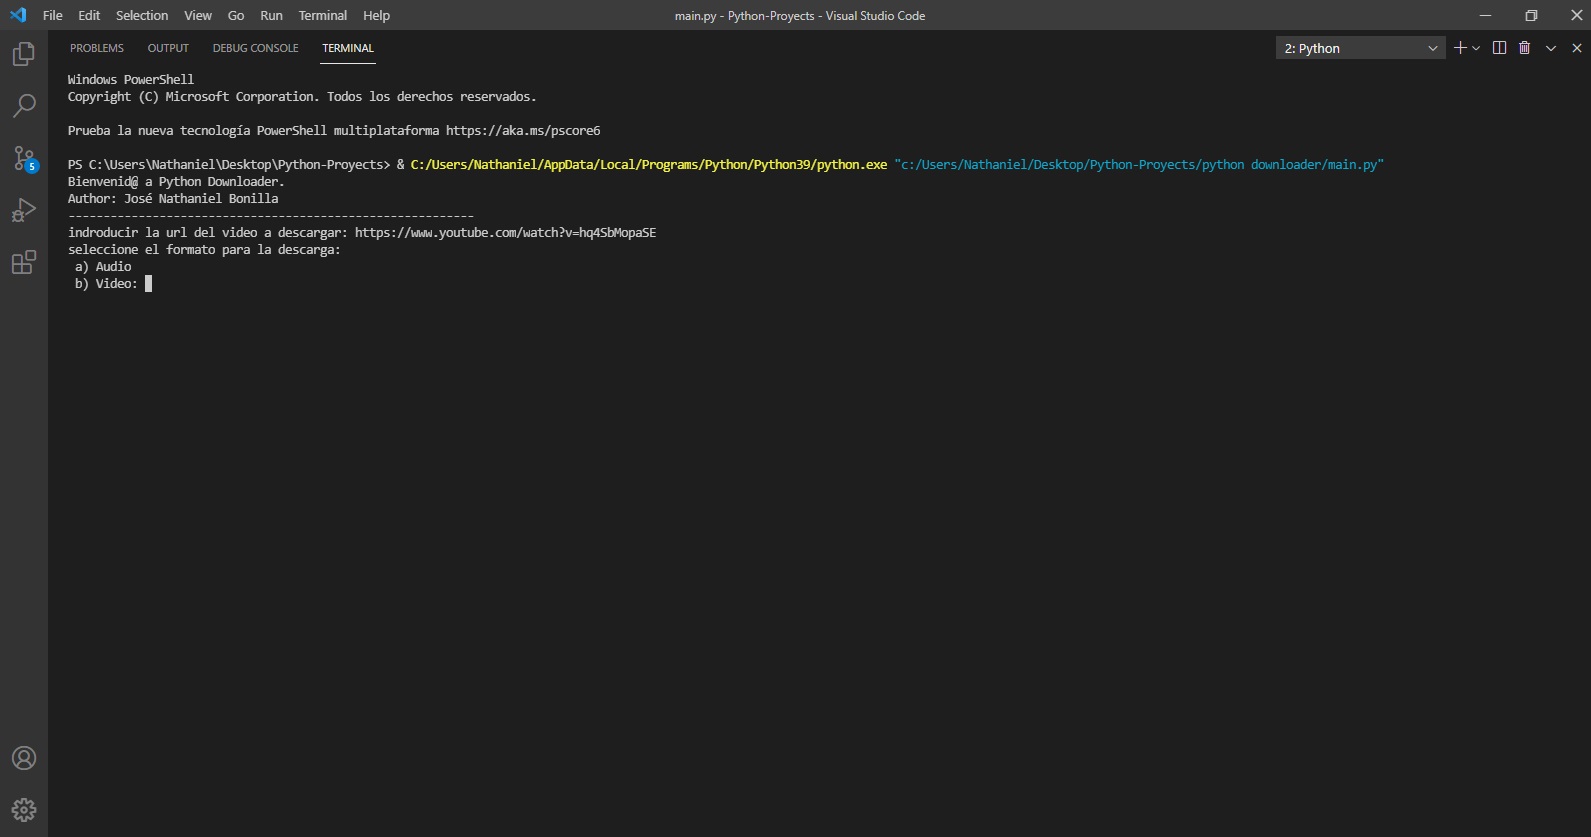 File Edit Selection View Go Run Terminal Help main.py - Python-Proyects - Visual Studio Code
PROBLEMS OUTPUT DEBUG CONSOLE TERMINAL 2: Python
Windows PowerShell
Copyright (C) Microsoft Corporation. Todos los derechos reservados.
Prueba la nueva tecnología PowerShell multiplataforma https://aka.ms/pscore6
PS C:\Users\Nathaniel\Desktop\Python-Proyects> & C:/Users/Nathaniel/AppData/Local/Programs/Python/Python39/python.exe "c:/Users/Nathaniel/Desktop/Python-Proyects/python downloader/main.py"
Bienvenid@ a Python Downloader.
Author: José Nathaniel Bonilla
----------------------------------------------------------
indroducir la url del video a descargar: https://www.youtube.com/watch?v=hq4SbMopaSE
seleccione el formato para la descarga:
a) Audio
b) Video:
5